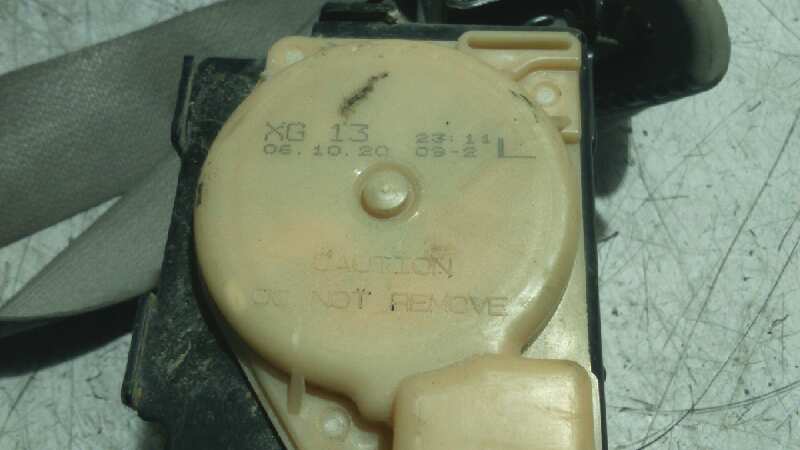 XG 13 23:11 L
06.10.20 09-2
CAUTION
DO NOT REMOVE